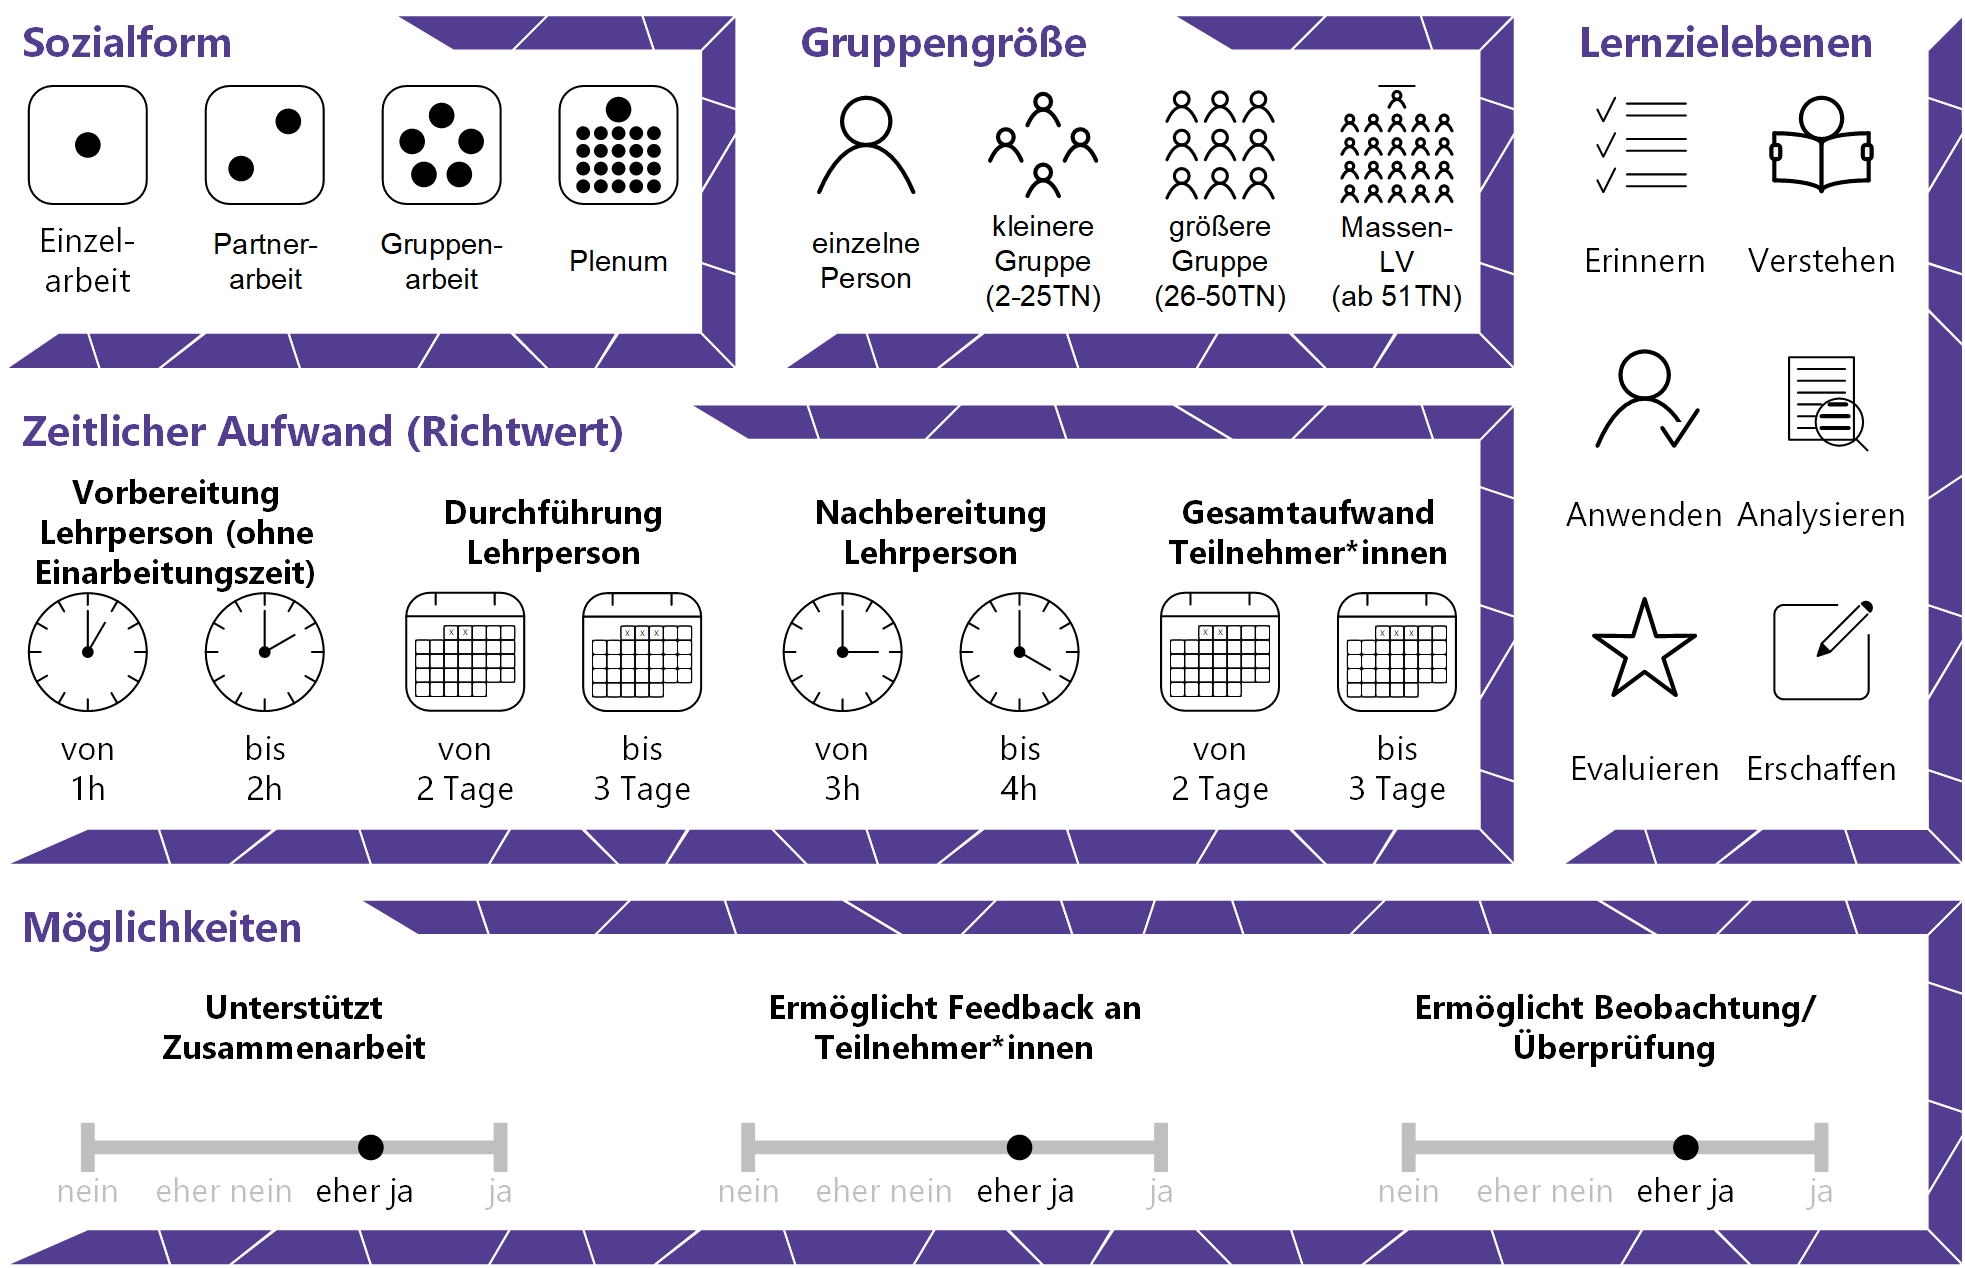 Sozialform
Einzel-
arbeit
Partner-
arbeit
Gruppen-
arbeit
Plenum
Gruppengröße
einzelne
Person
kleinere
Gruppe
(2-25TN)
größere
Gruppe
(26-50TN)
Massen-
LV
(ab 51TN)
Lernzielebenen
Erinnern
Verstehen
Anwenden
Analysieren
Evaluieren
Erschaffen
Zeitlicher Aufwand (Richtwert)
Vorbereitung
Lehrperson (ohne
Einarbeitungszeit)
von
1h
bis
2h
Durchführung
Lehrperson
x x
von
2 Tage
x x x
bis
3 Tage
Nachbereitung
Lehrperson
von
3h
bis
4h
Gesamtaufwand
Teilnehmer*innen
x x
von
2 Tage
x x x
bis
3 Tage
Möglichkeiten
Unterstützt
Zusammenarbeit
nein eher nein eher ja ja
Ermöglicht Feedback an
Teilnehmer*innen
nein eher nein eher ja ja
Ermöglicht Beobachtung/
Überprüfung
nein eher nein eher ja ja